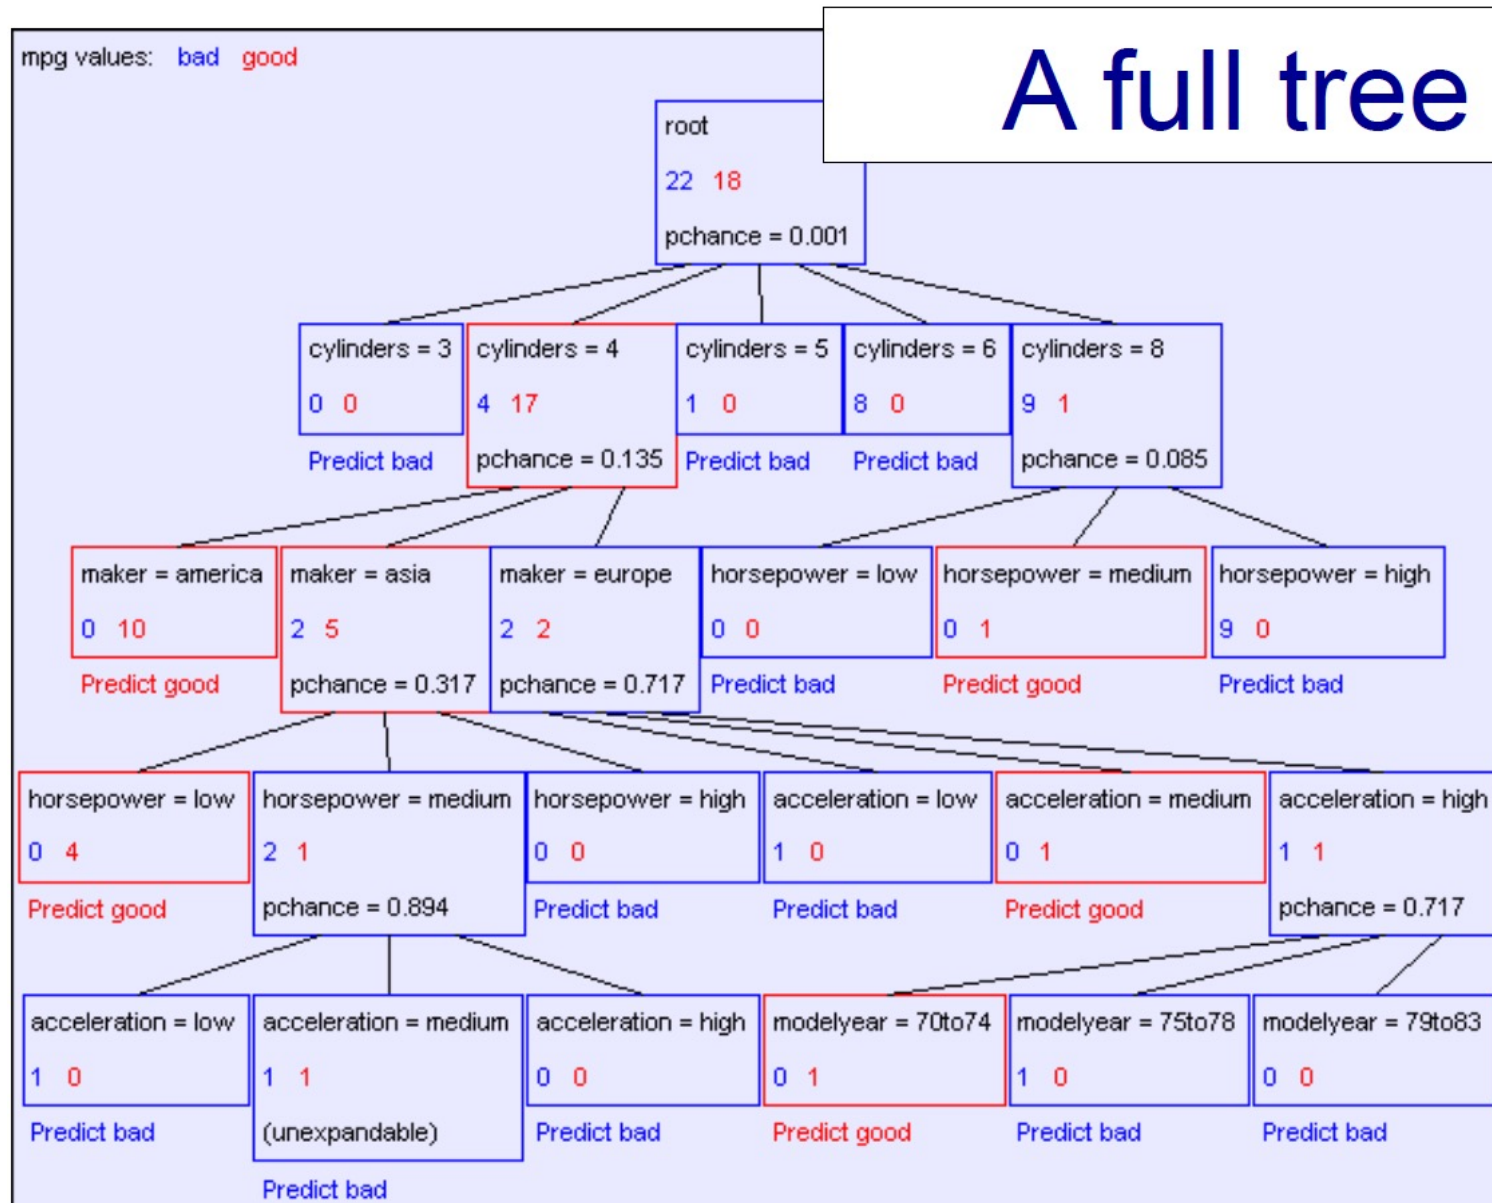 A full tree
mpg values: bad good
root
22 18
pchance = 0.001
cylinders = 3
0 0
Predict bad
cylinders = 4
4 17
pchance = 0.135
cylinders = 5
1 0
Predict bad
cylinders = 6
8 0
Predict bad
cylinders = 8
9 1
pchance = 0.085
maker = america
0 10
Predict good
maker = asia
2 5
pchance = 0.317
maker = europe
2 2
pchance = 0.717
horsepower = low
0 0
Predict bad
horsepower = medium
0 1
Predict good
horsepower = high
9 0
Predict bad
horsepower = low
0 4
Predict good
horsepower = medium
2 1
pchance = 0.894
horsepower = high
0 0
Predict bad
acceleration = low
1 0
Predict bad
acceleration = medium
0 1
Predict good
acceleration = high
1 1
pchance = 0.717
acceleration = low
1 0
Predict bad
acceleration = medium
1 1
(unexpandable)
Predict bad
acceleration = high
0 0
Predict bad
modelyear = 70to74
0 1
Predict good
modelyear = 75to78
1 0
Predict bad
modelyear = 79to83
0 0
Predict bad